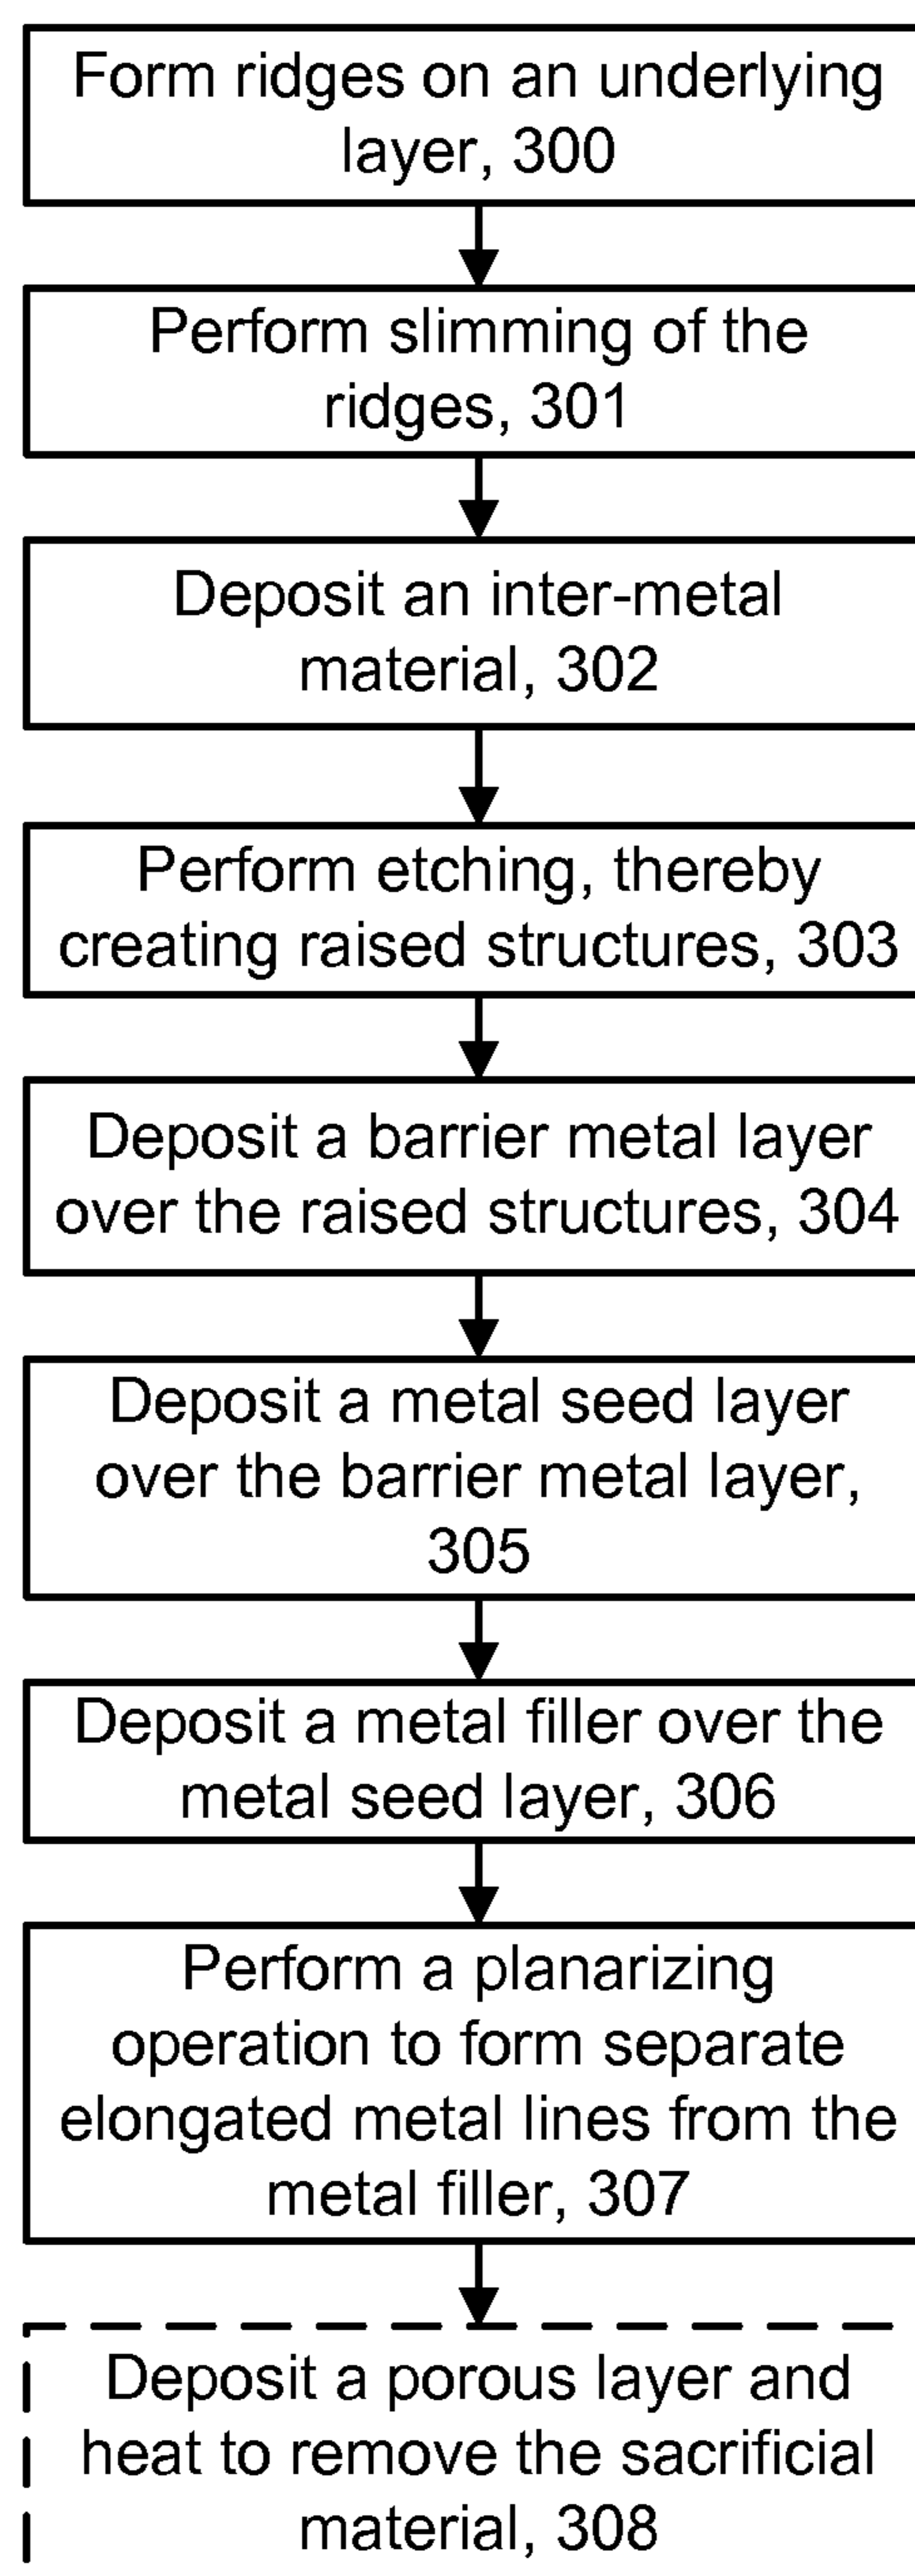 Form ridges on an underlying
layer, 300
Perform slimming of the
ridges, 301
Deposit an inter-metal
material, 302
Perform etching, thereby
creating raised structures, 303
Deposit a barrier metal layer
over the raised structures, 304
Deposit a metal seed layer
over the barrier metal layer,
305
Deposit a metal filler over the
metal seed layer, 306
Perform a planarizing
operation to form separate
elongated metal lines from the
metal filler, 307
Deposit a porous layer and
heat to remove the sacrificial
material, 308